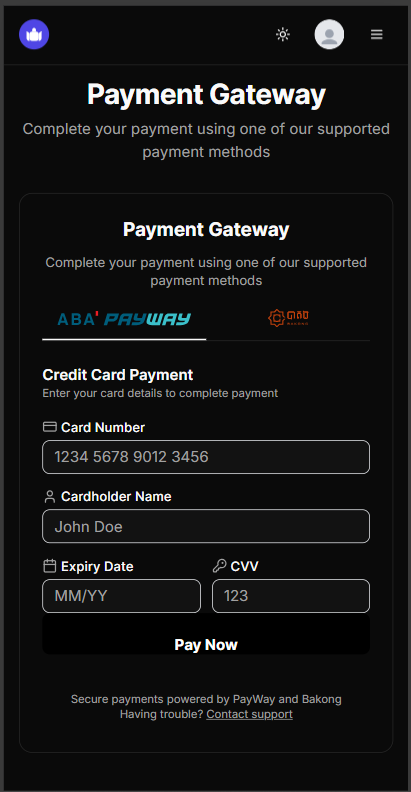 Payment Gateway
Complete your payment using one of our supported
payment methods
Payment Gateway
Complete your payment using one of our supported
payment methods
ABA' PAYWAY
Credit Card Payment
Enter your card details to complete payment
Card Number
1234 5678 9012 3456
Cardholder Name
John Doe
Expiry Date CVV
MM/YY 123
Pay Now
Secure payments powered by PayWay and Bakong
Having trouble? Contact support